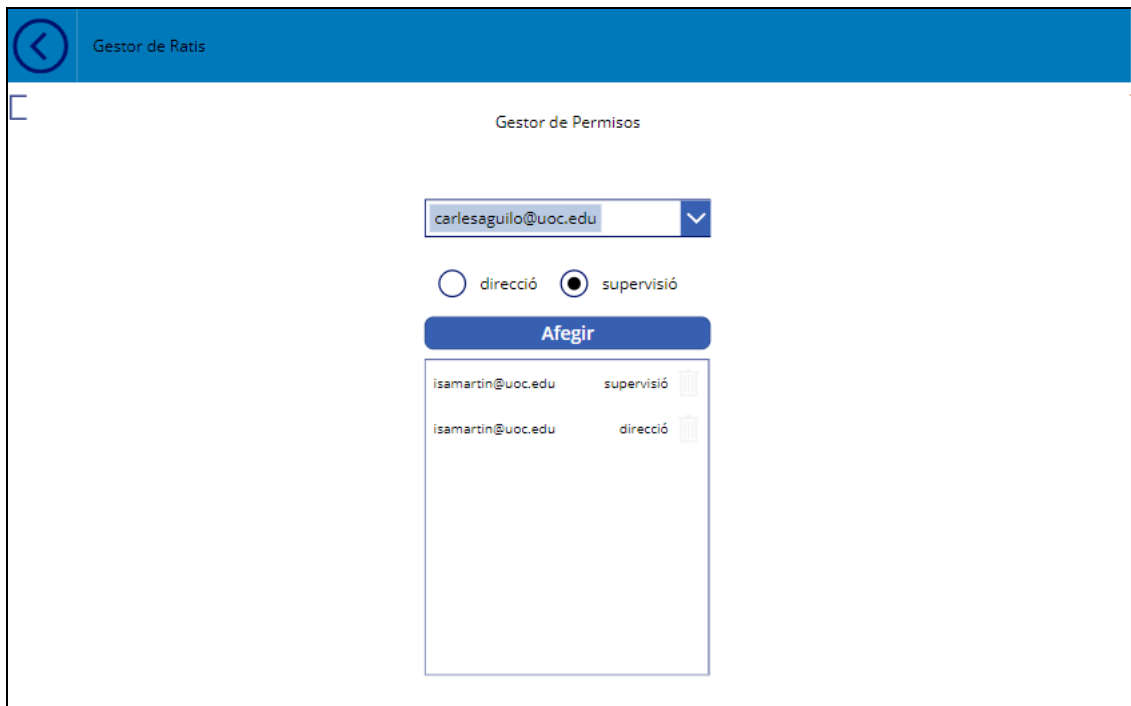 Gestor de Ratis
Gestor de Permisos
carlesaguilo@uoc.edu
direcció supervisió
Afegir
isamartin@uoc.edu supervisió
isamartin@uoc.edu direcció